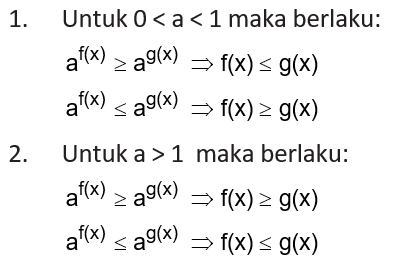 1. Untuk 0 < a < 1 maka berlaku:
a^f(x) ≥ a^g(x) ⇒ f(x) ≤ g(x)
a^f(x) ≤ a^g(x) ⇒ f(x) ≥ g(x)
2. Untuk a > 1 maka berlaku:
a^f(x) ≥ a^g(x) ⇒ f(x) ≥ g(x)
a^f(x) ≤ a^g(x) ⇒ f(x) ≤ g(x)